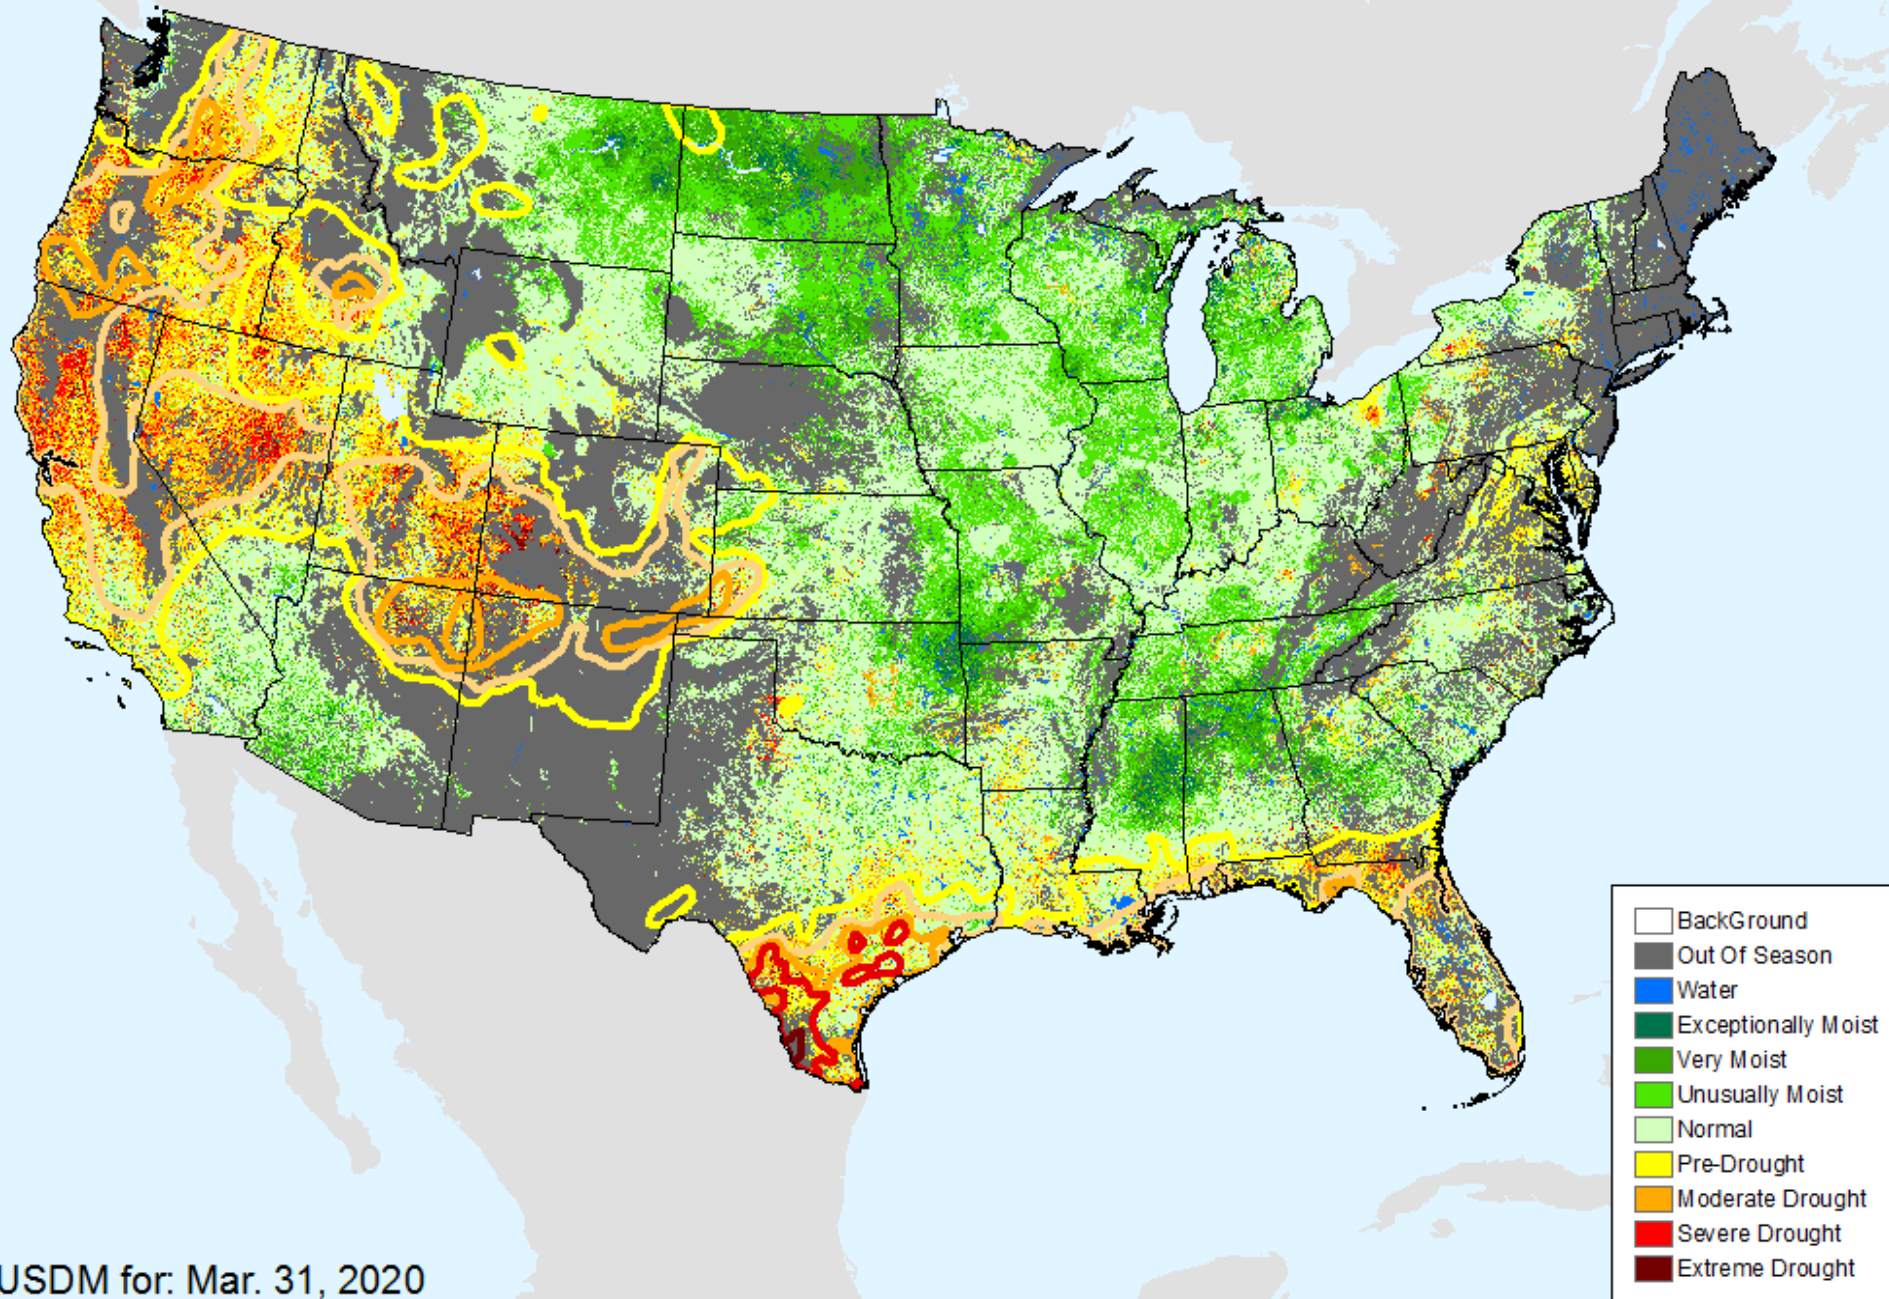 BackGround
Out Of Season
Water
Exceptionally Moist
Very Moist
Unusually Moist
Normal
Pre-Drought
Moderate Drought
Severe Drought
Extreme Drought
USDM for: Mar. 31, 2020